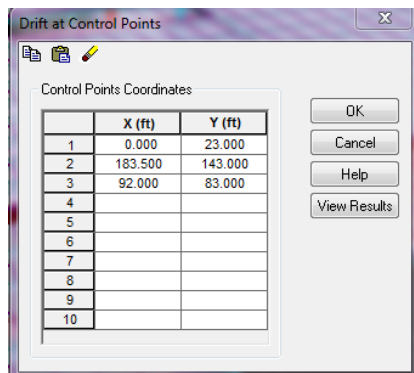 Drift at Control Points
Control Points Coordinates
X (ft) Y (ft)
1 0.000 23.000
2 183.500 143.000
3 92.000 83.000
4
5
6
7
8
9
10
OK
Cancel
Help
View Results